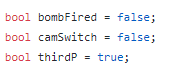 bool bombFired = false;
bool camSwitch = false;
bool thirdP = true;